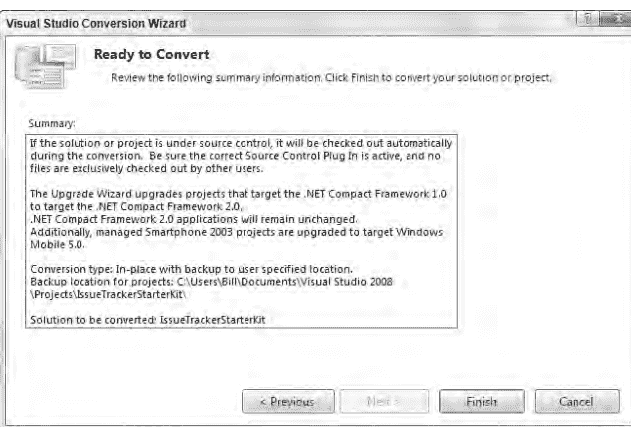 Visual Studio Conversion Wizard
Ready to Convert
Review the following summary information. Click Finish to convert your solution or project.
Summary:
If the solution or project is under source control, it will be checked out automatically
during the conversion. Be sure the correct Source Control Plug In is active, and no
files are exclusively checked out by other users.
The Upgrade Wizard upgrades projects that target the .NET Compact Framework 1.0
to target the .NET Compact Framework 2.0,
.NET Compact Framework 2.0 applications will remain unchanged.
Additionally, managed Smartphone 2003 projects are upgraded to target Windows
Mobile 5.0.
Conversion type: In-place with backup to user specified location.
Backup location for projects: C:\Users\Bill\Documents\Visual Studio 2008
\Projects\IssueTrackerStarterKit\
Solution to be converted: IssueTrackerStarterKit
< Previous
Next >
Finish
Cancel